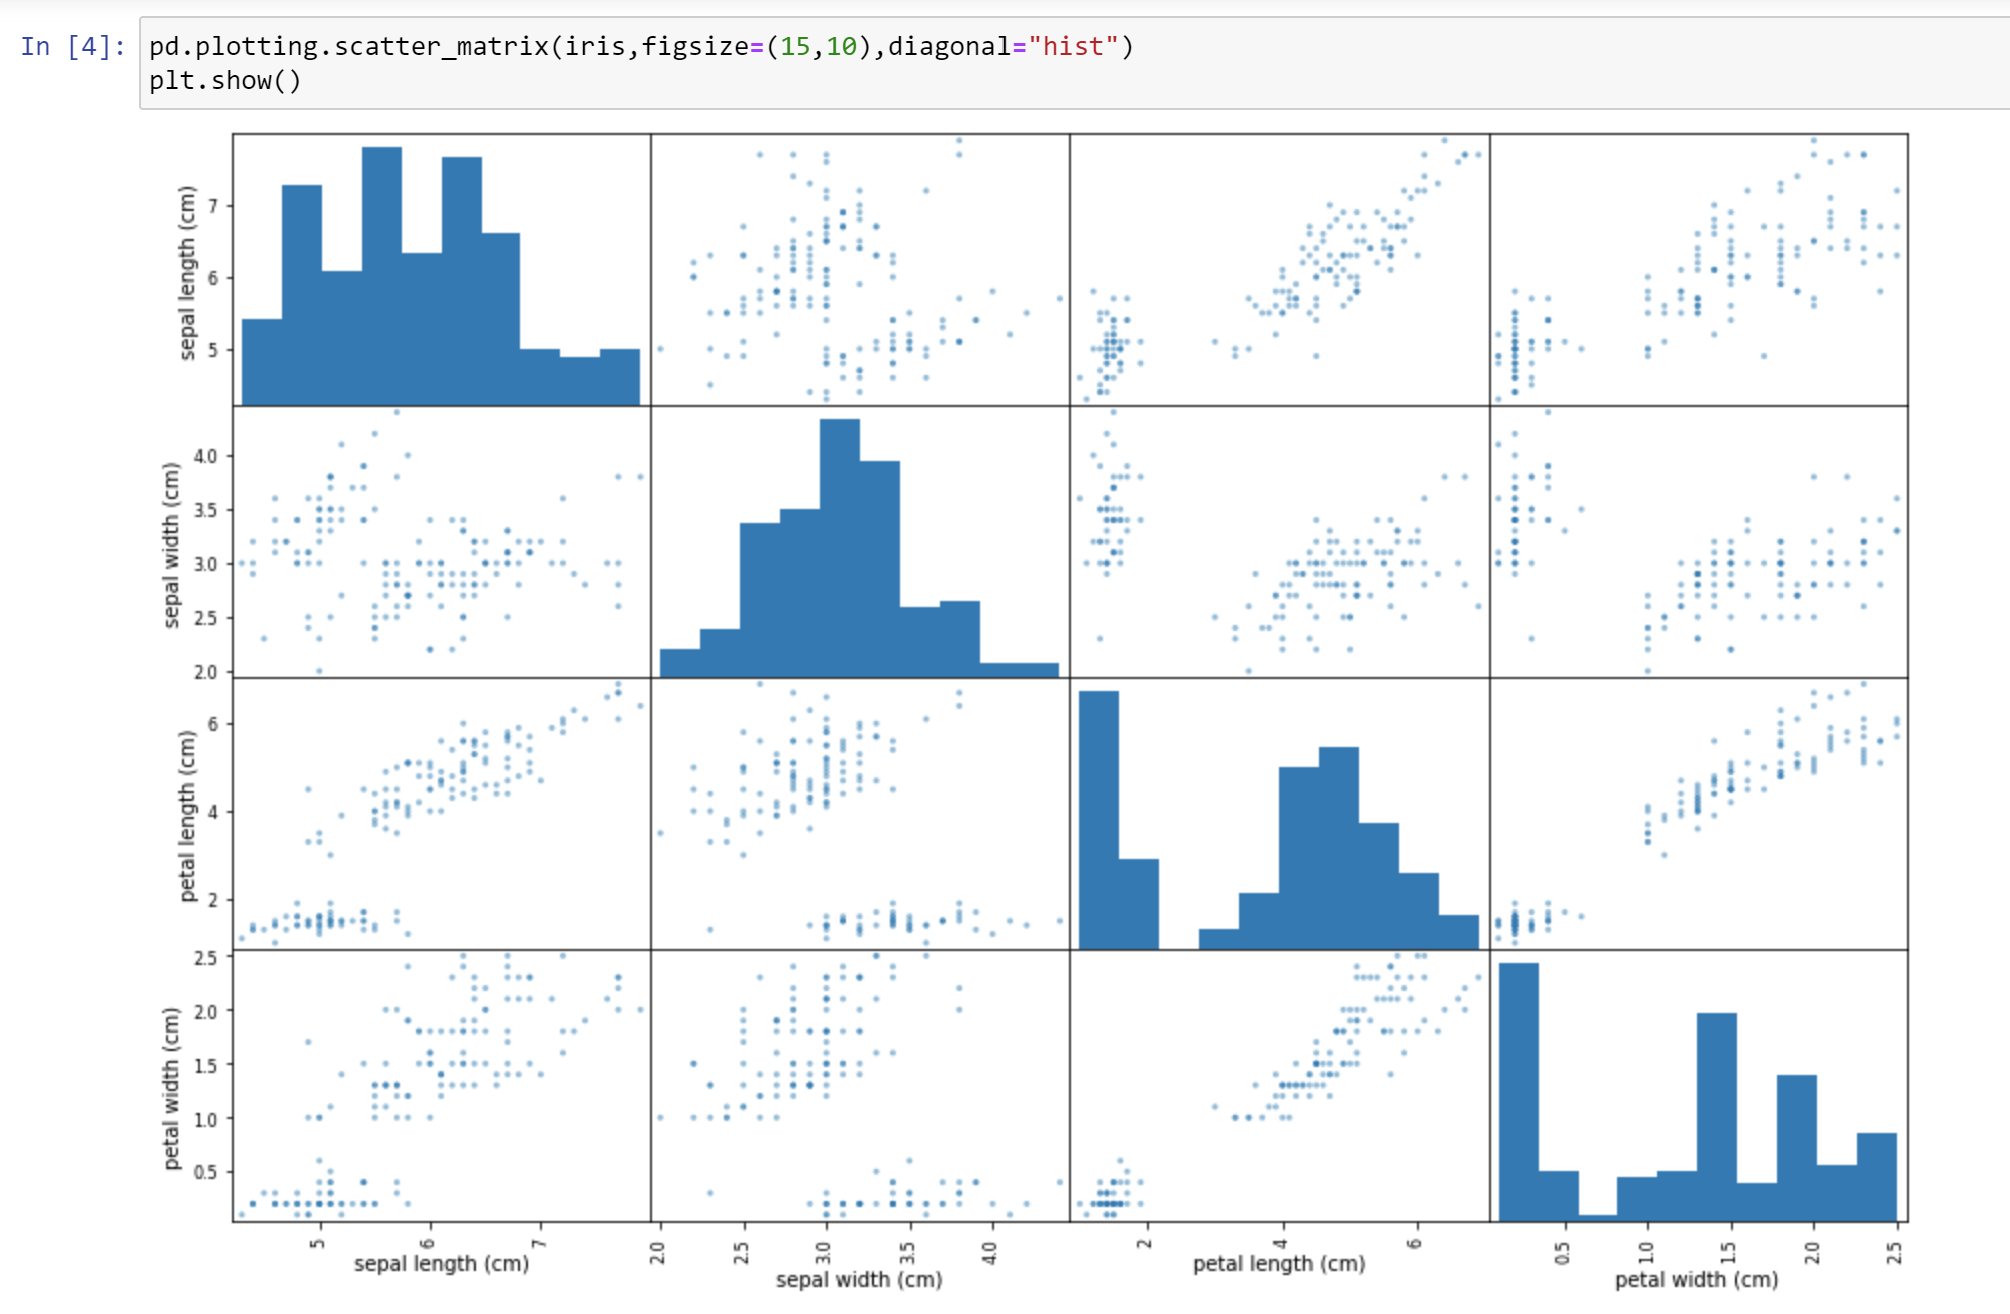 In [4]: pd.plotting.scatter_matrix(iris,figsize=(15,10),diagonal="hist")
plt.show()
sepal length (cm)
7
6
5
sepal width (cm)
4.0
3.5
3.0
2.5
2.0
petal length (cm)
6
4
2
petal width (cm)
2.5
2.0
1.5
1.0
0.5
5 6 7
sepal length (cm)
2.0 2.5 3.0 3.5 4.0
sepal width (cm)
2 4 6
petal length (cm)
0.5 1.0 1.5 2.0 2.5
petal width (cm)